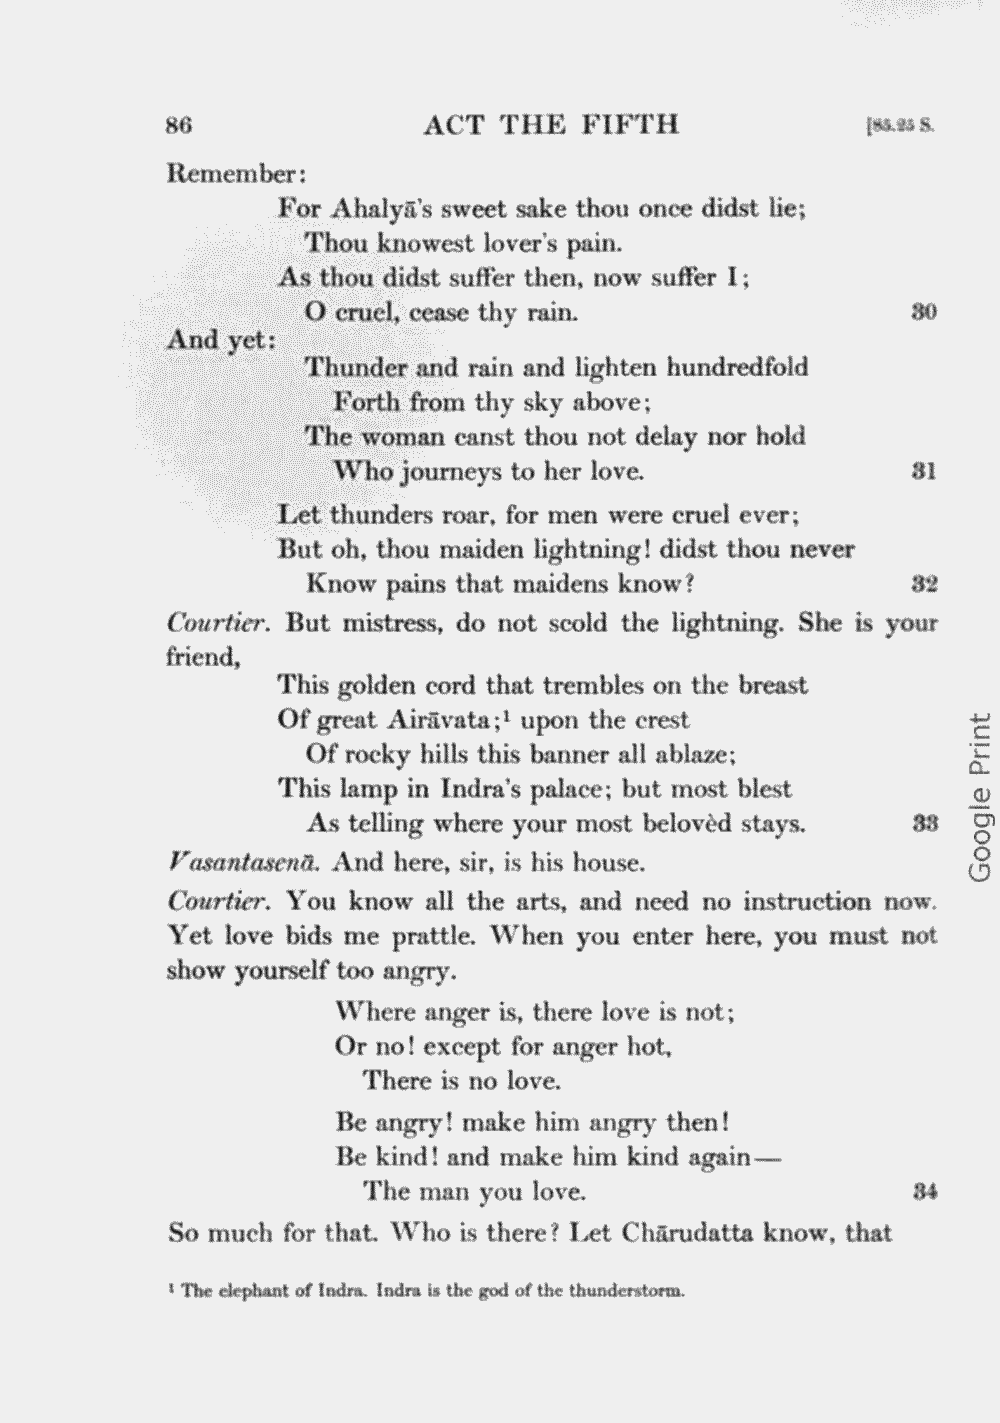 86 ACT THE FIFTH [85.25 S.
Remember:
For Ahalyā's sweet sake thou once didst lie;
Thou knowest lover's pain.
As thou didst suffer then, now suffer I;
O cruel, cease thy rain. 30
And yet:
Thunder and rain and lighten hundredfold
Forth from thy sky above;
The woman canst thou not delay nor hold
Who journeys to her love. 31
Let thunders roar, for men were cruel ever;
But oh, thou maiden lightning! didst thou never
Know pains that maidens know? 32
Courtier. But mistress, do not scold the lightning. She is your
friend,
This golden cord that trembles on the breast
Of great Airāvata;¹ upon the crest
Of rocky hills this banner all ablaze;
This lamp in Indra's palace; but most blest
As telling where your most belovèd stays. 33
Vasantasenā. And here, sir, is his house.
Courtier. You know all the arts, and need no instruction now.
Yet love bids me prattle. When you enter here, you must not
show yourself too angry.
Where anger is, there love is not;
Or no! except for anger hot,
There is no love.
Be angry! make him angry then!
Be kind! and make him kind again—
The man you love. 34
So much for that. Who is there? Let Chārudatta know, that
¹ The elephant of Indra. Indra is the god of the thunderstorm.
Google Print